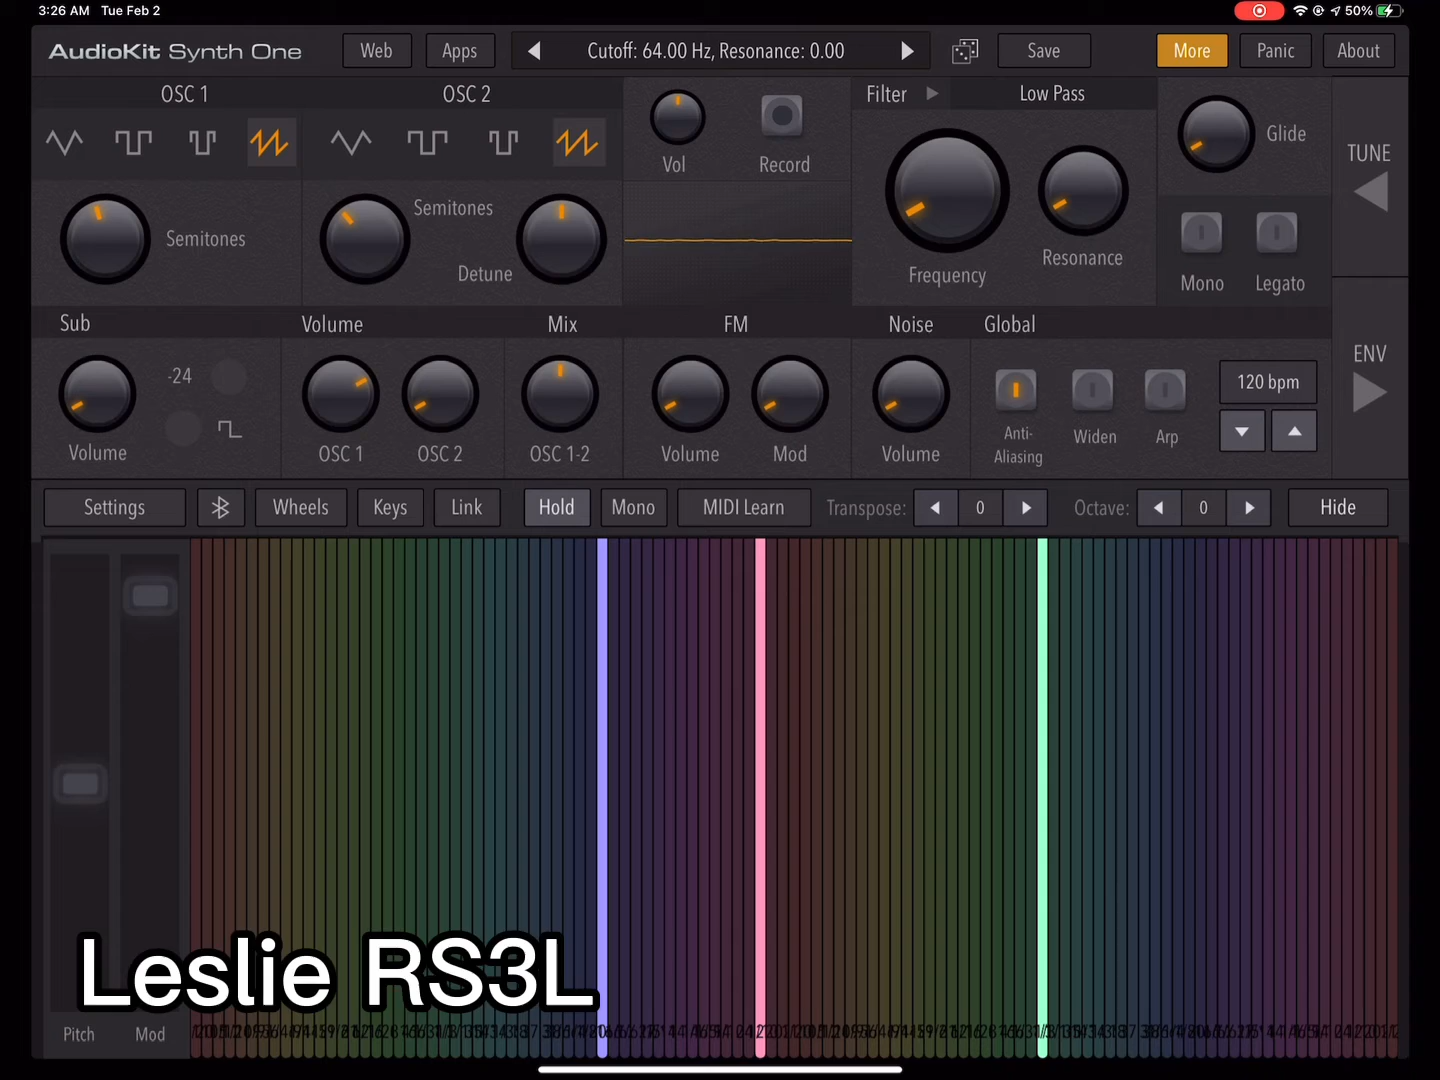 3:26 AM Tue Feb 2
50%
AudioKit Synth One
Web
Apps
Cutoff: 64.00 Hz, Resonance: 0.00
Save
More
Panic
About
OSC 1
OSC 2
Vol
Record
Filter
Low Pass
Glide
TUNE
Semitones
Semitones
Detune
Frequency
Resonance
Mono
Legato
Sub
Volume
Mix
FM
Noise
Global
ENV
-24
120 bpm
Volume
OSC 1
OSC 2
OSC 1-2
Volume
Mod
Volume
Anti-
Aliasing
Widen
Arp
Settings
Wheels
Keys
Link
Hold
Mono
MIDI Learn
Transpose:
0
Octave:
0
Hide
Leslie RS3L
Pitch
Mod